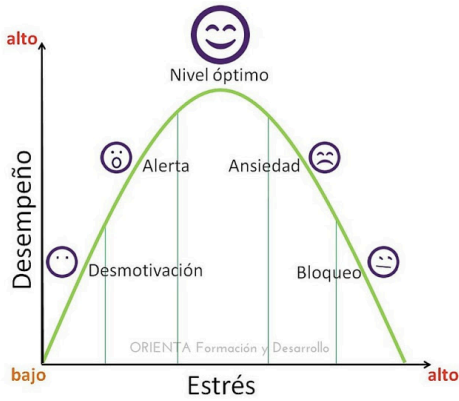 alto
Nivel óptimo
Alerta
Ansiedad
Desempeño
Desmotivación
Bloqueo
ORIENTA Formación y Desarrollo
bajo
Estrés
alto